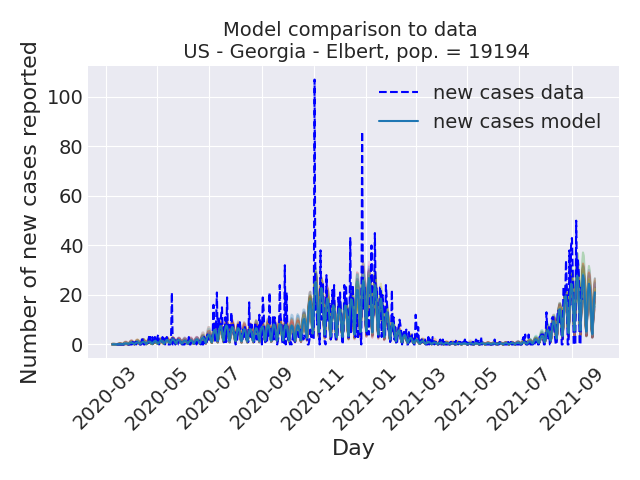 Model comparison to data
US - Georgia - Elbert, pop. = 19194
Number of new cases reported
100
80
60
40
20
0
new cases data
new cases model
2020-03
2020-05
2020-07
2020-09
2020-11
2021-01
2021-03
2021-05
2021-07
2021-09
Day